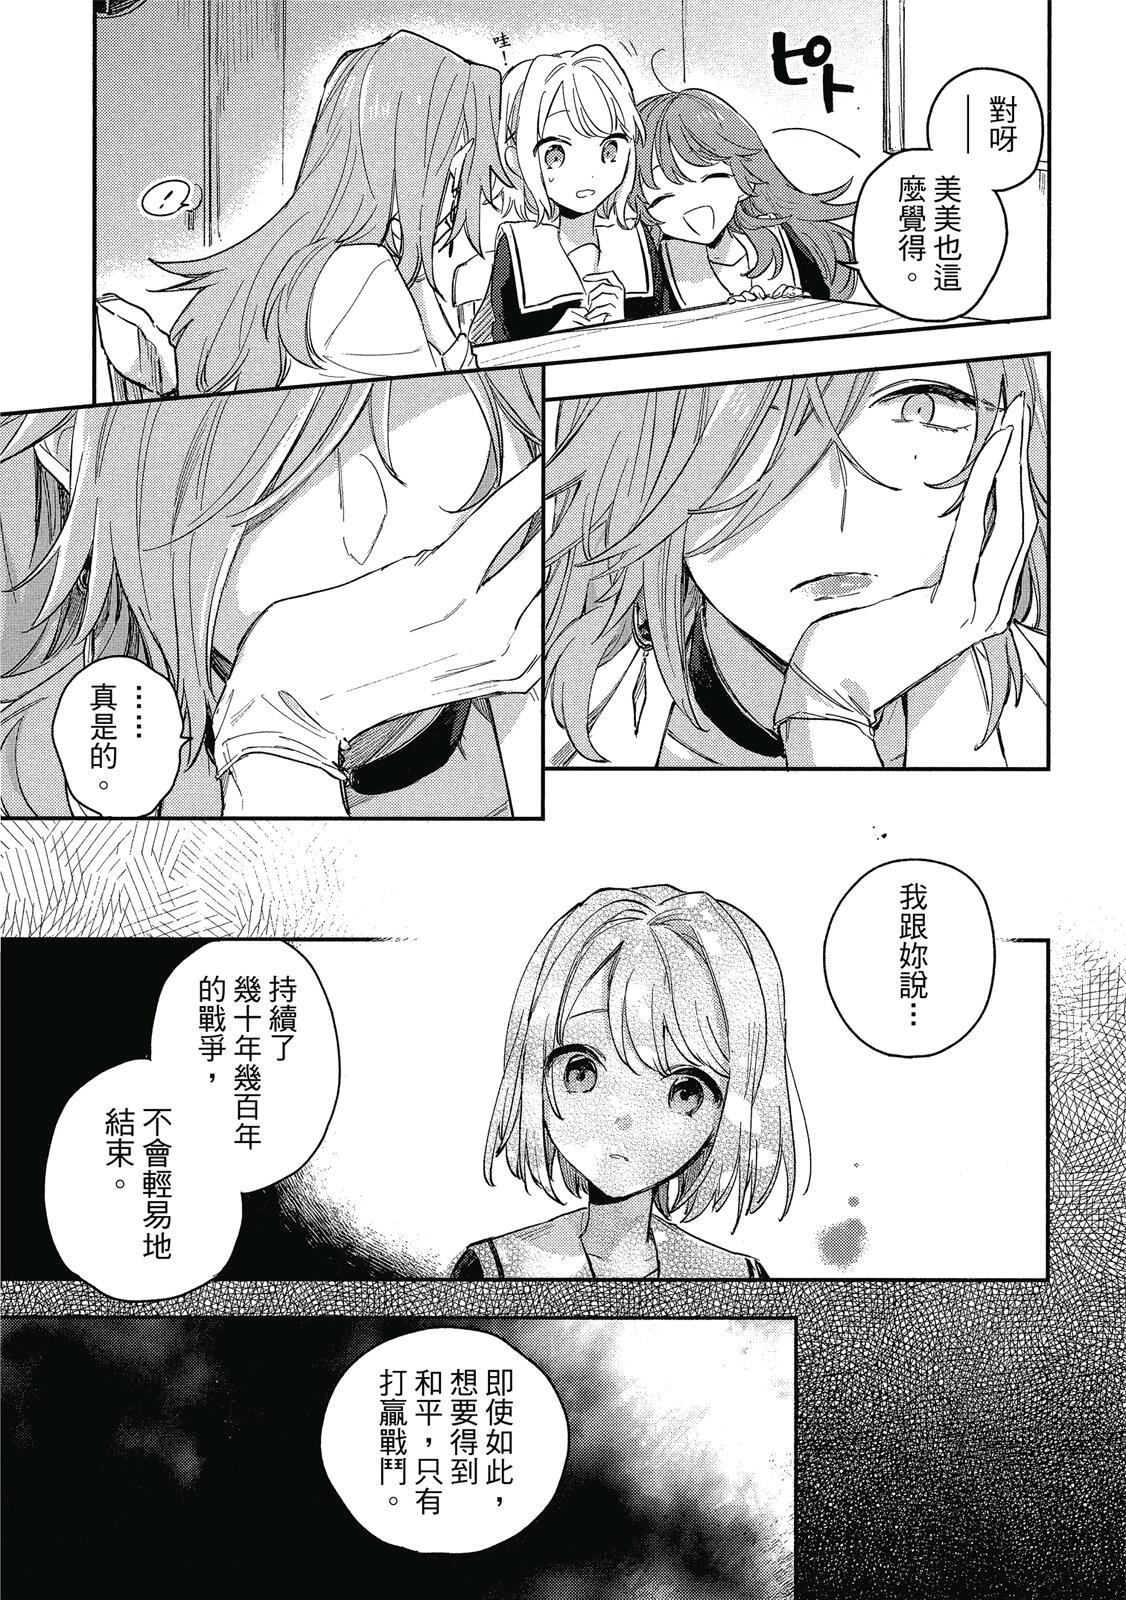 對呀
——
美美也這
麼覺得。
ピト
哇！
……
真是的。
我跟妳說…
持續了
幾十年幾百年
的戰爭，
不會輕易地
結束。
即使如此，
想要得到
和平，只有
打贏戰鬥。